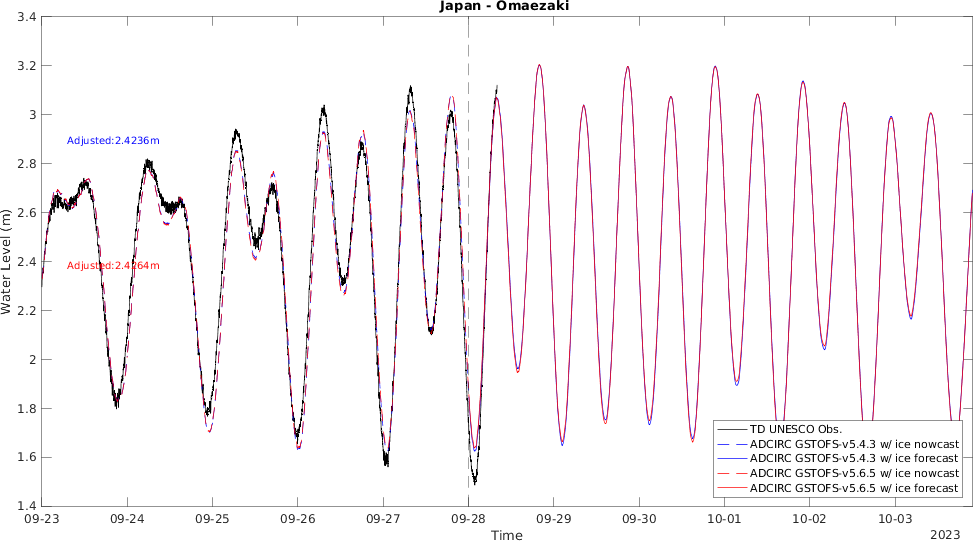 Japan - Omaezaki
3.4
3.2
3
2.8
2.6
2.4
2.2
2
1.8
1.6
1.4
Water Level (m)
Adjusted:2.4236m
Adjusted:2.4264m
TD UNESCO Obs.
ADCIRC GSTOFS-v5.4.3 w/ ice nowcast
ADCIRC GSTOFS-v5.4.3 w/ ice forecast
ADCIRC GSTOFS-v5.6.5 w/ ice nowcast
ADCIRC GSTOFS-v5.6.5 w/ ice forecast
09-23 09-24 09-25 09-26 09-27 09-28 09-29 09-30 10-01 10-02 10-03
Time
2023